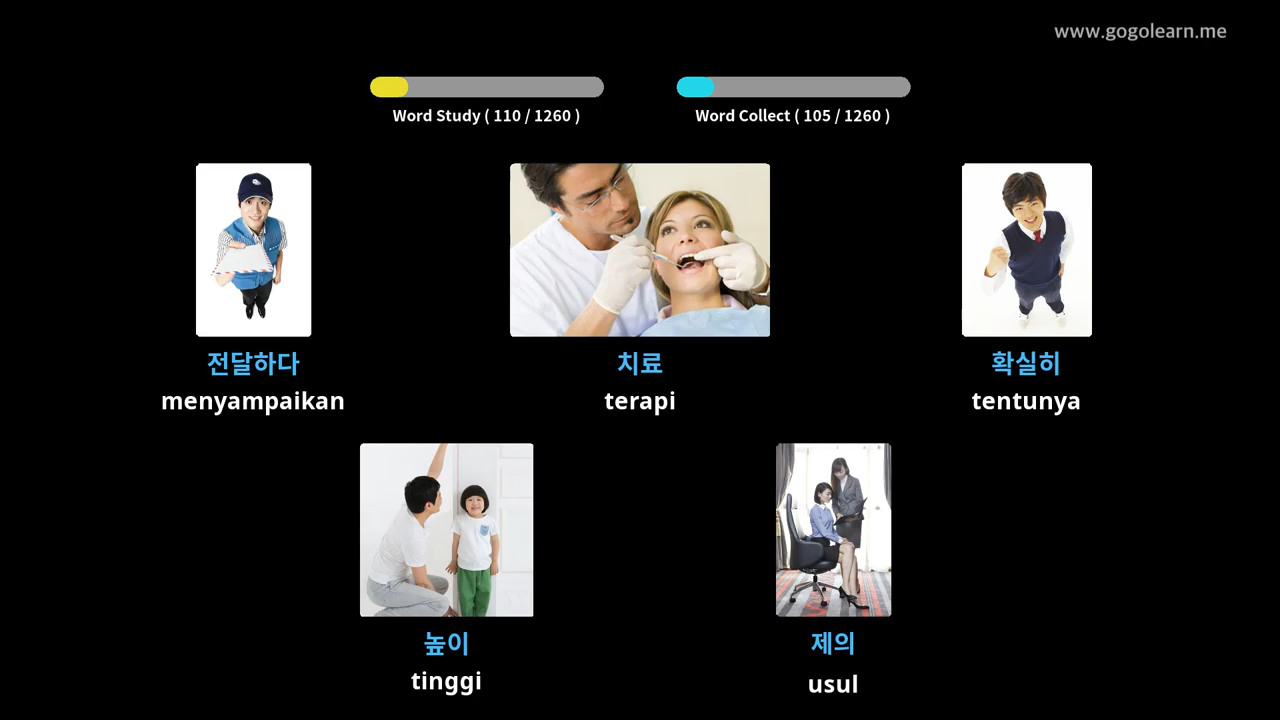 www.gogolearn.me
Word Study ( 110 / 1260 )
Word Collect ( 105 / 1260 )
전달하다
menyampaikan
치료
terapi
확실히
tentunya
높이
tinggi
제의
usul